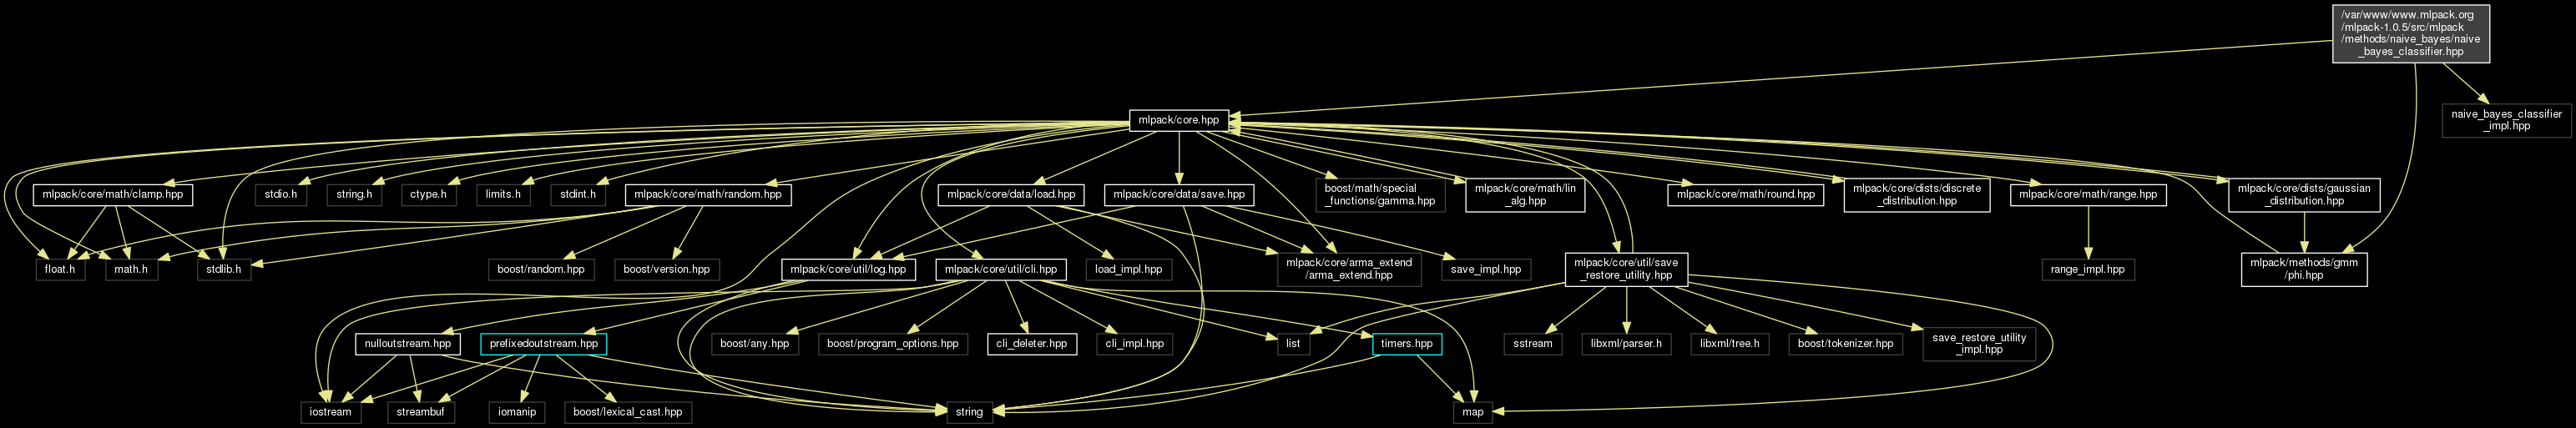 /var/www/www.mlpack.org
/mlpack-1.0.5/src/mlpack
/methods/naive_bayes/naive
_bayes_classifier.hpp
mlpack/core.hpp
naive_bayes_classifier
_impl.hpp
mlpack/core/math/clamp.hpp
stdio.h
string.h
ctype.h
limits.h
stdint.h
mlpack/core/math/random.hpp
mlpack/core/data/load.hpp
mlpack/core/data/save.hpp
boost/math/special
_functions/gamma.hpp
mlpack/core/math/lin
_alg.hpp
mlpack/core/math/round.hpp
mlpack/core/dists/discrete
_distribution.hpp
mlpack/core/math/range.hpp
mlpack/core/dists/gaussian
_distribution.hpp
float.h
math.h
stdlib.h
boost/random.hpp
boost/version.hpp
mlpack/core/util/log.hpp
mlpack/core/util/cli.hpp
load_impl.hpp
mlpack/core/arma_extend
/arma_extend.hpp
save_impl.hpp
mlpack/core/util/save
_restore_utility.hpp
range_impl.hpp
mlpack/methods/gmm
/phi.hpp
nulloutstream.hpp
prefixedoutstream.hpp
boost/any.hpp
boost/program_options.hpp
cli_deleter.hpp
cli_impl.hpp
list
timers.hpp
sstream
libxml/parser.h
libxml/tree.h
boost/tokenizer.hpp
save_restore_utility
_impl.hpp
iostream
streambuf
iomanip
boost/lexical_cast.hpp
string
map